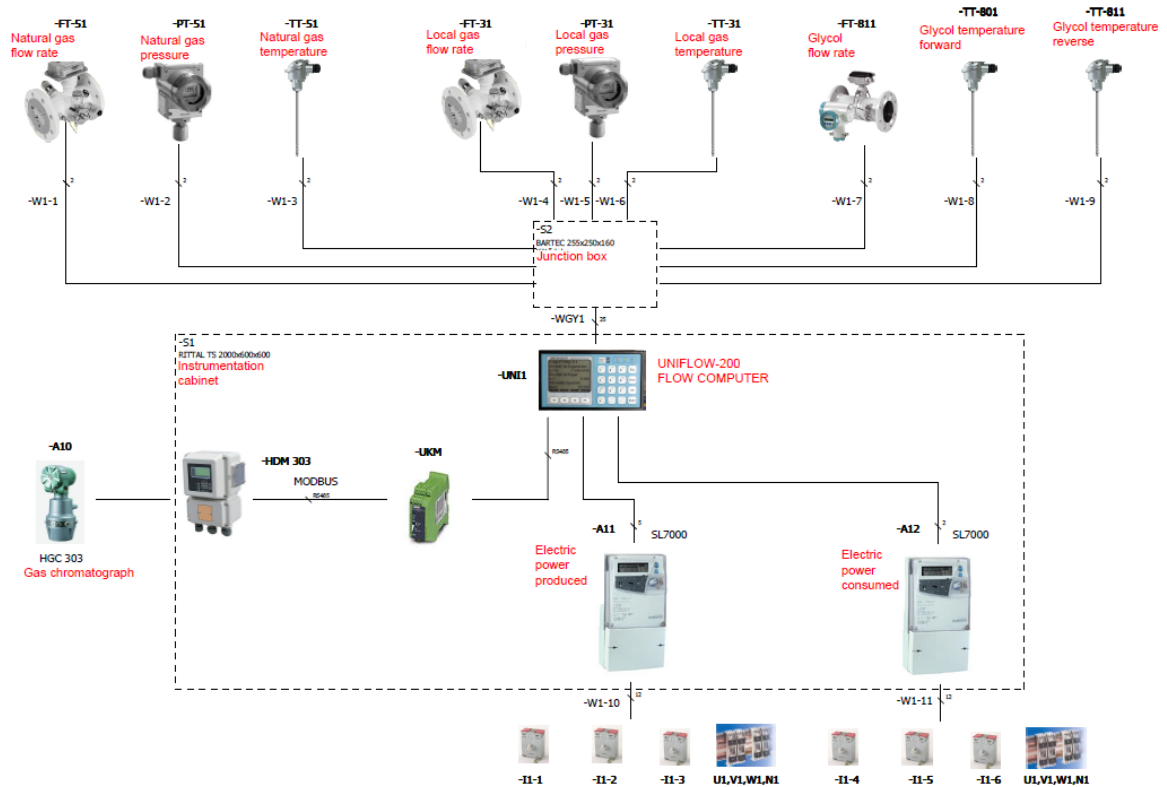 -FT-51
Natural gas
flow rate
-PT-51
Natural gas
pressure
-TT-51
Natural gas
temperature
-FT-31
Local gas
flow rate
-PT-31
Local gas
pressure
-TT-31
Local gas
temperature
-FT-811
Glycol
flow rate
-TT-801
Glycol temperature
forward
-TT-811
Glycol temperature
reverse
2
2
2
2
2
2
2
2
2
-W1-1
-W1-2
-W1-3
-W1-4
-W1-5
-W1-6
-W1-7
-W1-8
-W1-9
-S2
BARTEC 255x250x160
Junction box
-WGY1
25
-S1
RITTAL TS 2000x600x600
Instrumentation
cabinet
-UNI1
UNIFLOW-200
FLOW COMPUTER
-A10
HGC 303
Gas chromatograph
-HDM 303
MODBUS
RS485
-UKM
RS485
5
-A11
SL7000
Electric
power
produced
2
-A12
SL7000
Electric
power
consumed
-W1-10
12
-W1-11
12
-I1-1
-I1-2
-I1-3
U1,V1,W1,N1
-I1-4
-I1-5
-I1-6
U1,V1,W1,N1